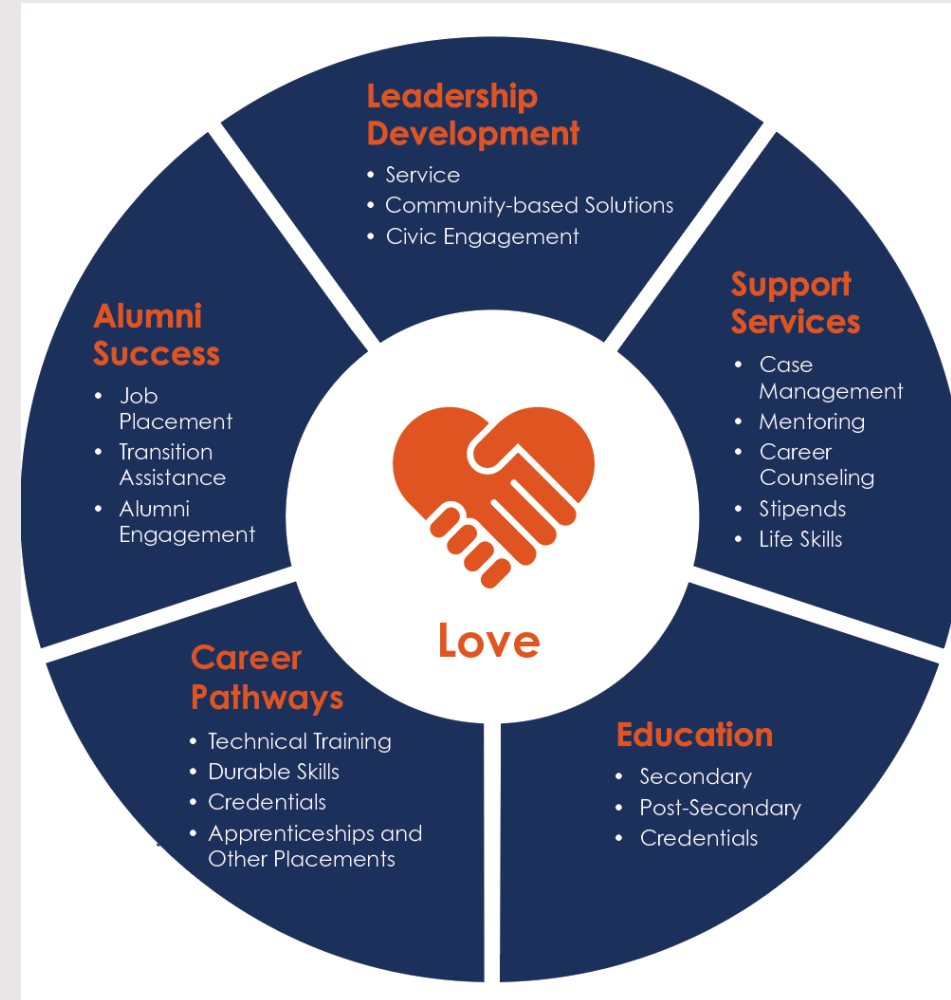 Leadership
Development
• Service
• Community-based Solutions
• Civic Engagement
Support
Services
• Case
Management
• Mentoring
• Career
Counseling
• Stipends
• Life Skills
Education
• Secondary
• Post-Secondary
• Credentials
Career
Pathways
• Technical Training
• Durable Skills
• Credentials
• Apprenticeships and
Other Placements
Alumni
Success
• Job
Placement
• Transition
Assistance
• Alumni
Engagement
Love